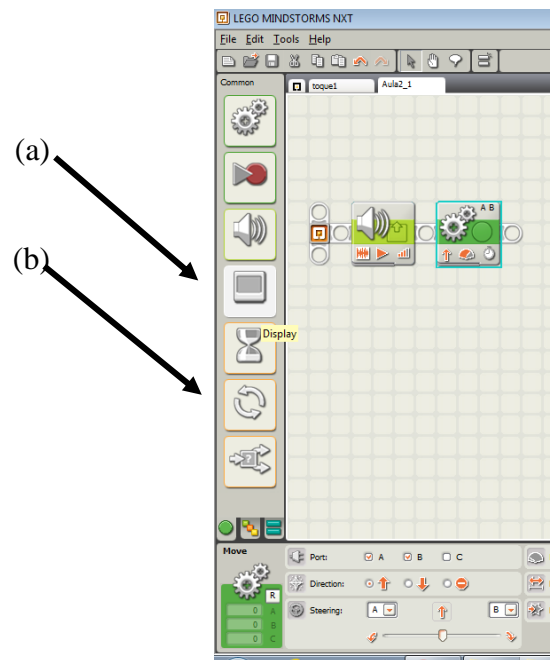 LEGO MINDSTORMS NXT
File Edit Tools Help
Common
toque1 Aula2_1
(a)
A B
(b)
Display
?
Move
Port: A B C
Direction:
R
Steering: A B
0 A
0 B
0 C